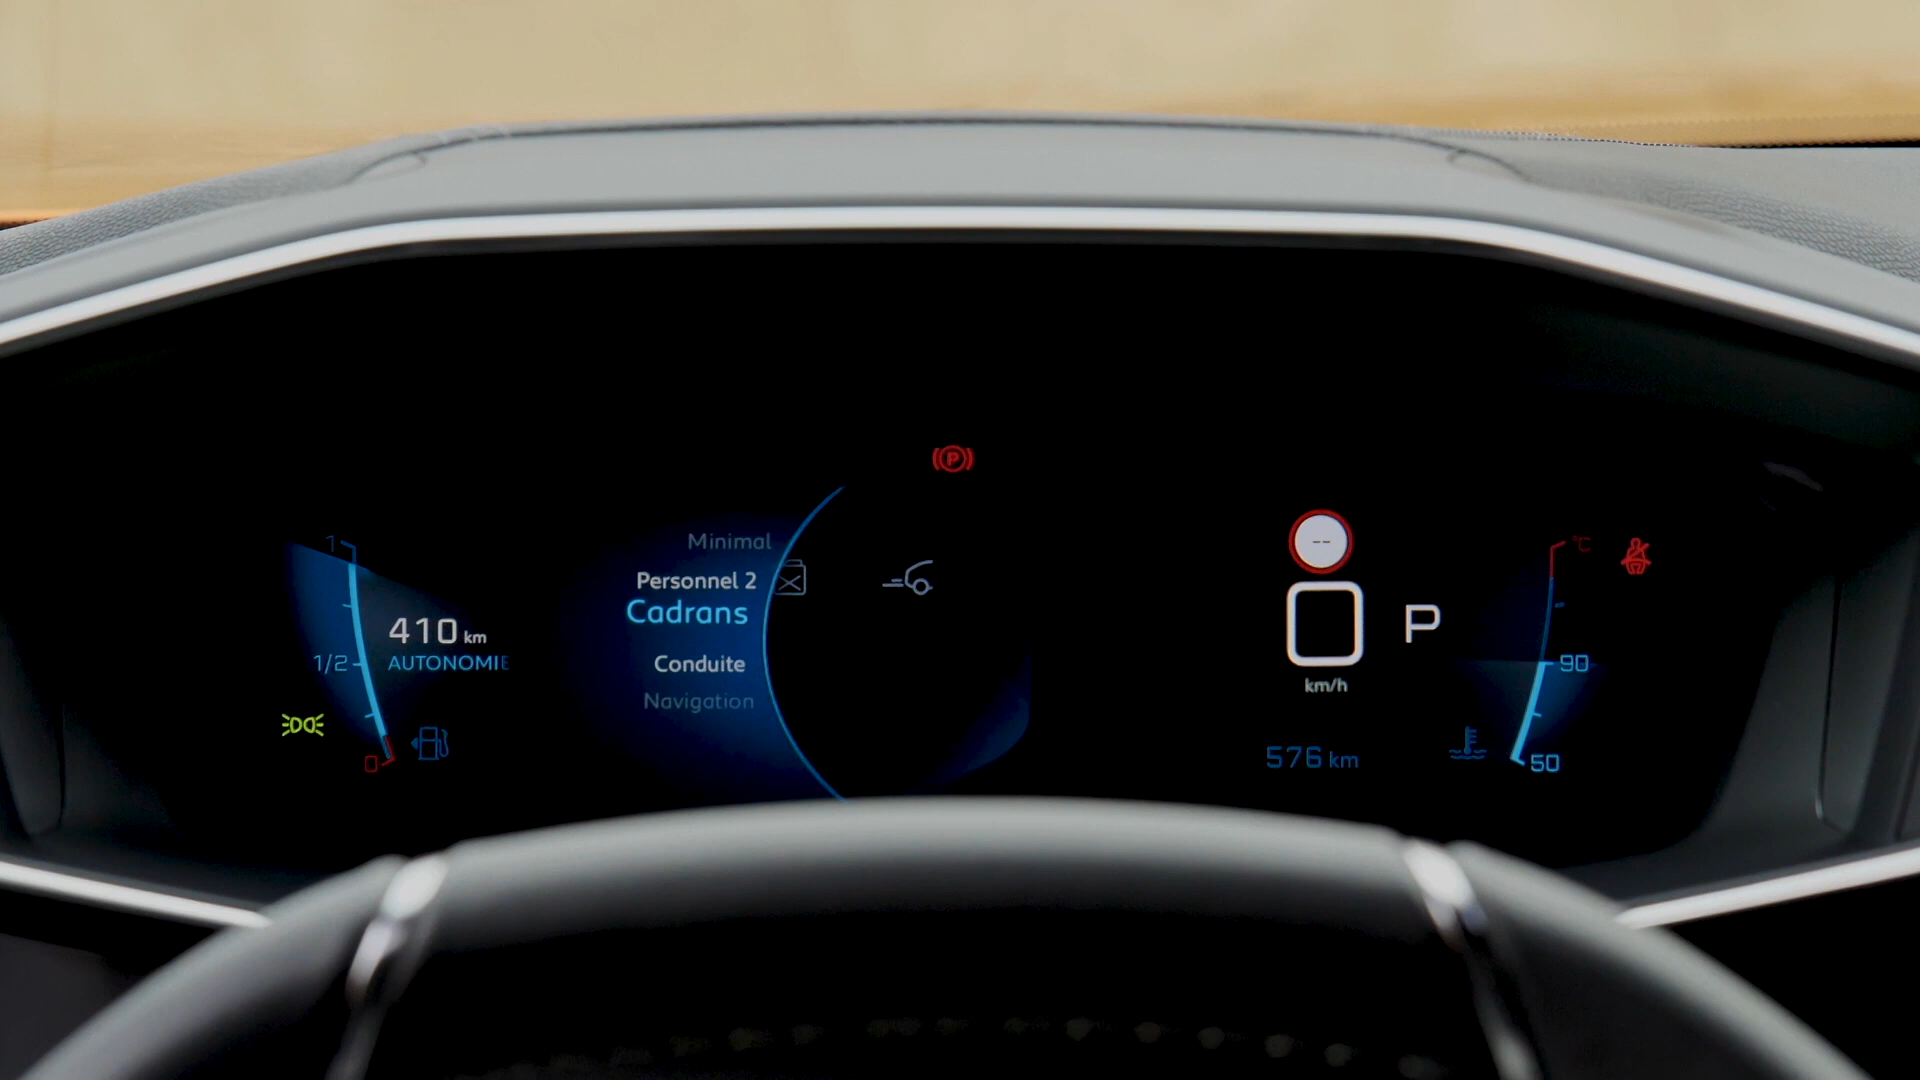 P
Minimal
Personnel 2
Cadrans
Conduite
Navigation
1
410 km
AUTONOMIE
1/2
0
--
P
km/h
576 km
°C
90
50